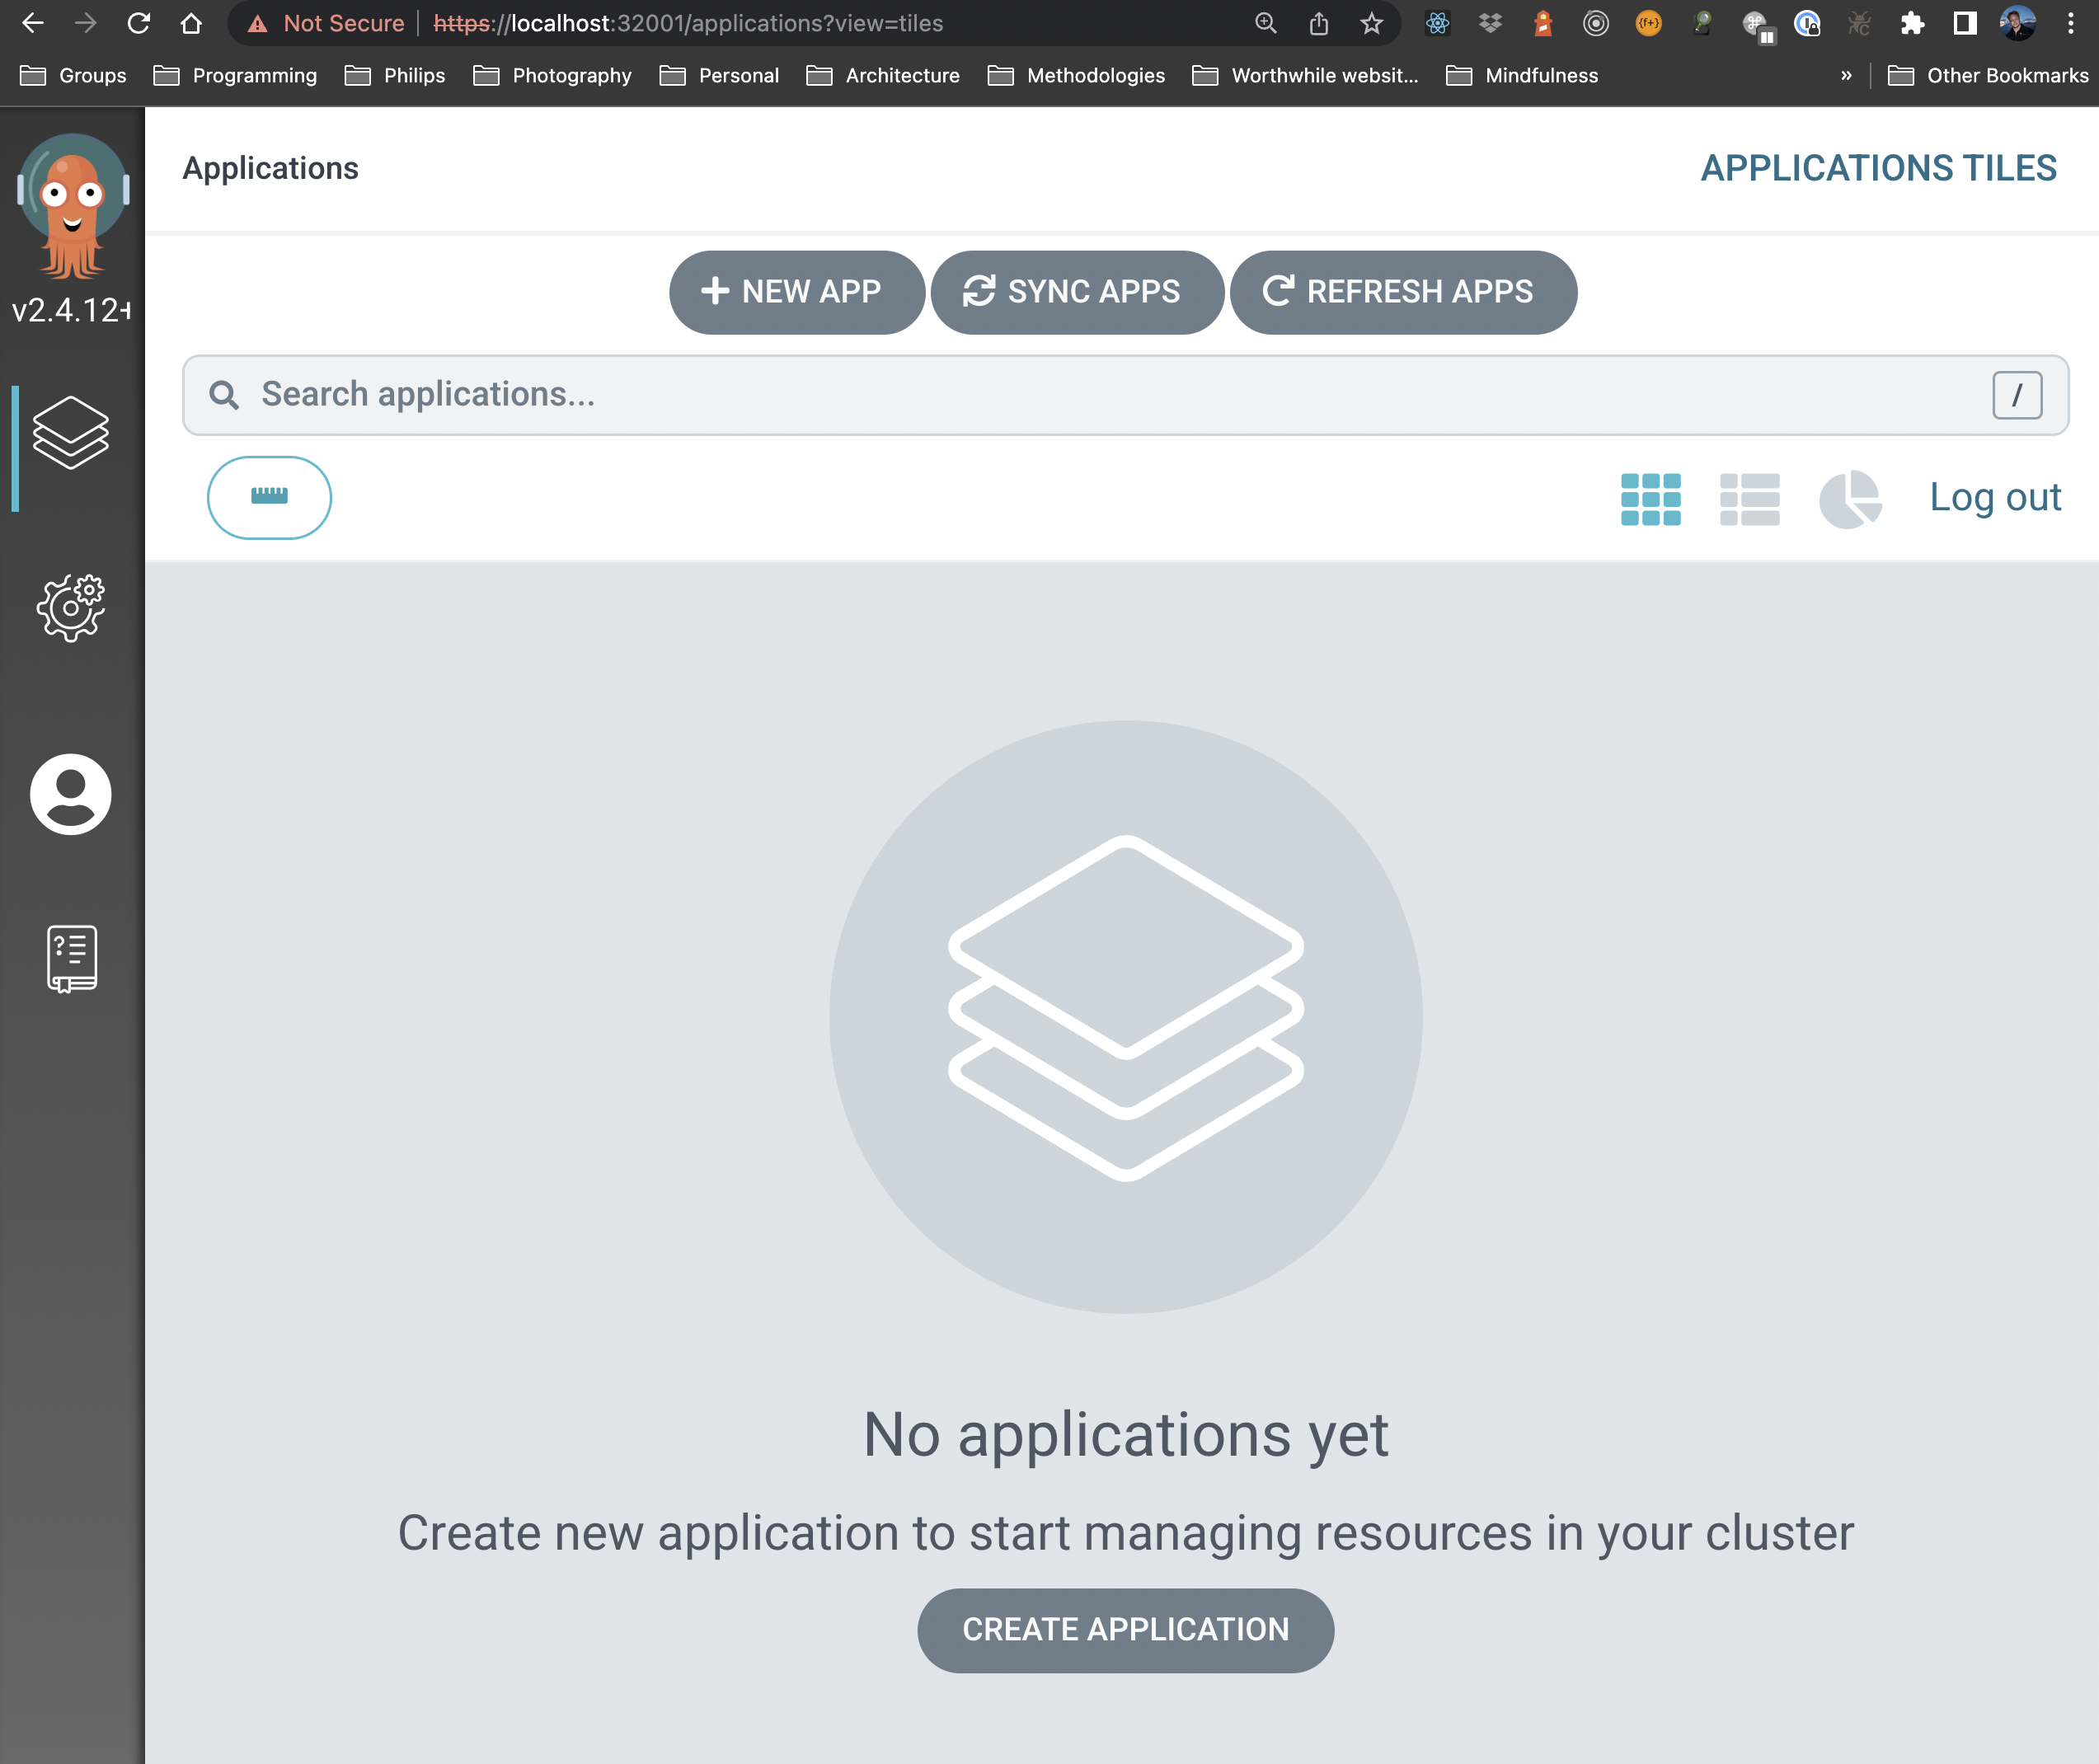 Not Secure https://localhost:32001/applications?view=tiles
Groups Programming Philips Photography Personal Architecture Methodologies Worthwhile websit... Mindfulness » Other Bookmarks
v2.4.12+
Applications
APPLICATIONS TILES
NEW APP SYNC APPS REFRESH APPS
Search applications... /
Log out
No applications yet
Create new application to start managing resources in your cluster
CREATE APPLICATION